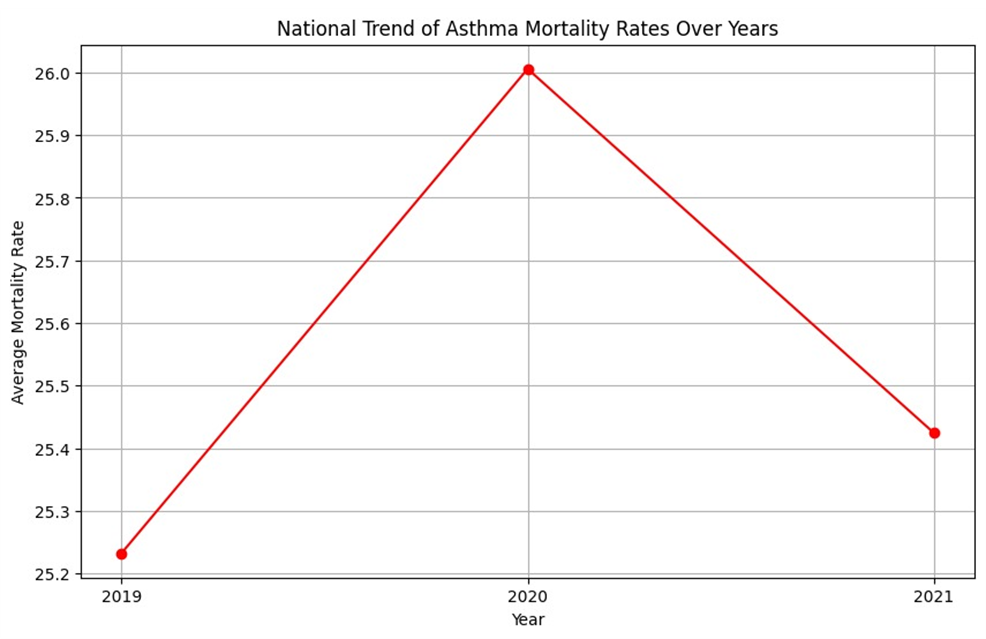 National Trend of Asthma Mortality Rates Over Years
Average Mortality Rate
26.0
25.9
25.8
25.7
25.6
25.5
25.4
25.3
25.2
2019 2020 2021
Year